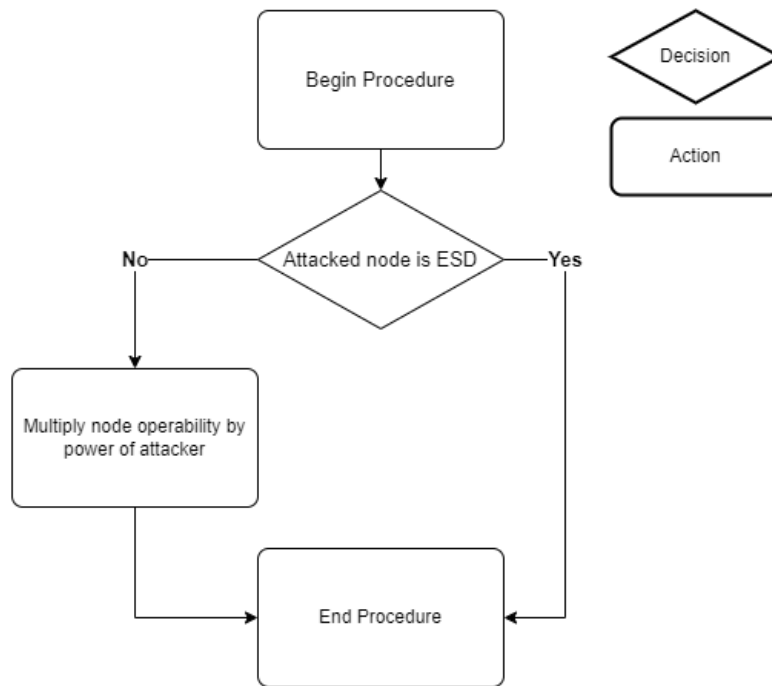 Begin Procedure
Decision
Action
Attacked node is ESD
No
Yes
Multiply node operability by
power of attacker
End Procedure